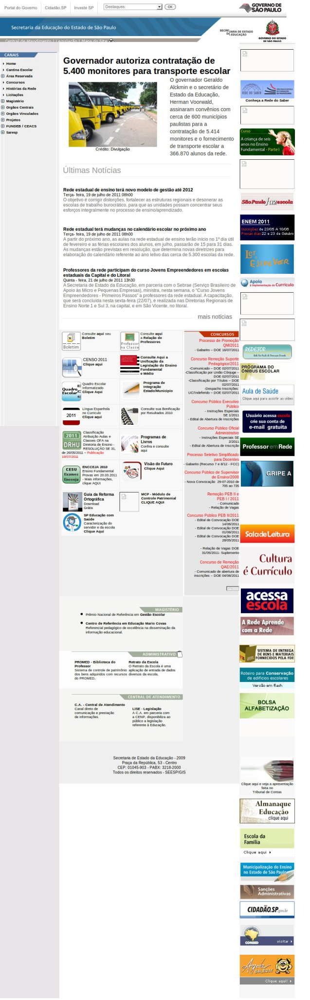 Portal do Governo
Cidadão.SP
Investe SP
Destaques:
OK
GOVERNO DE
SÃO PAULO
Secretaria da Educação do Estado de São Paulo
SECRETARIA DE ESTADO
DA EDUCAÇÃO
GOVERNO DO ESTADO
DE SÃO PAULO
Central de Atendimento | Legislação | Mapa do Site
CANAIS
Home
Cantina Escolar
Área Reservada
Concursos
Histórias da Rede
Licitações
Magistério
Orgãos Centrais
Orgãos Vinculados
Projetos
FUNDEB / CEACS
Saresp
Governador autoriza contratação de
5.400 monitores para transporte escolar
O governador Geraldo
Alckmin e o secretário de
Estado da Educação,
Herman Voorwald,
assinaram convênios com
cerca de 600 municípios
paulistas para a
contratação de 5.414
monitores e o fornecimento
de transporte escolar a
366.870 alunos da rede.
Crédito: Divulgação
Últimas Notícias
Rede estadual de ensino terá novo modelo de gestão até 2012
Terça- feira, 19 de julho de 2011 08h00
O objetivo é corrigir distorções, fortalecer as estruturas regionais e desonerar as
escolas de trabalho burocrático, para que as unidades possam concentrar seus
esforços integralmente no processo de ensino/aprendizado.
Rede estadual terá mudanças no calendário escolar no próximo ano
Terça- feira, 19 de julho de 2011 08h00
A partir do próximo ano, as aulas na rede estadual de ensino terão início no 1º dia útil
de fevereiro e as férias escolares dos alunos, em julho, passarão de 15 para 31 dias.
As mudanças estão previstas em resolução, que determina novas diretrizes para
elaboração do calendário referente ao ano letivo das cerca de 5.300 escolas da rede.
Professores da rede participam do curso Jovens Empreendedores em escolas
estaduais da Capital e do Litoral
Quinta - feira, 21 de julho de 2011 13h30
A Secretaria de Estado da Educação, em parceria com o Sebrae (Serviço Brasileiro de
Apoio às Micro e Pequenas Empresas), ministra, nesta semana, o “Curso Jovens
Empreendedores - Primeiros Passos” a professores da rede estadual. A capacitação,
que será concluída nesta sexta-feira (22/07), é realizada nas Diretorias Regionais de
Ensino Norte 1 e Sul 3, na capital, e em São Vicente, no litoral.
mais notícias
Boletim
Consulte aqui seu
Boletim
Professor
na Classe
Consulte aqui
a Relação de
Professores
CENSO 2011
Clique aqui
Consulte Aqui a
Unificação da
Legislação do Ensino
Fundamental
e Médio
Quadro
Escolar
Quadro Escolar
Informatizado
Clique Aqui
Programa de
Integração
Estado/Municipio
2011
Língua Espanhola
no Curriculo
Clique aqui
Consulte sua Bonificação
por Resultados 2010
2011
DRHU
Classificação
Atribuição Aulas e
Classes OFA na
Diretoria de Ensino -
RESOLUÇÃO SE 31,
de 26/05/2011 – Publicação
19/07/2011
Programas de
Livros
Confira e consulte
aqui
CESU
Exames
Encceja
ENCCEJA 2010
Ensino Fundamental
Provas em 20.03.2011
- Mais informações,
clique AQUI
Visão do Futuro
Clique Aqui
Guia da Reforma
Ortográfica
Download
Grátis
MCP - Módulo de
Controle Patrimonial
CLIQUE AQUI
SP Educação com
Saúde
Caracterização do
servidor e da escola
Clique Aqui
CONCURSOS
Processo de Promoção
QM/2011
- Gabarito – DOE 16/07/2011
Concurso Remoção Suporte
Pedagógico/2011
-Comunicado – DOE 02/07/2011
-Classificação por União Cônjuge –
DOE 02/07/2011
-Classificação por Títulos – DOE
02/07/2011
-Despacho Inscrições:
UC/Indeferido – DOE 02/07/2011
Concurso Público Executivo
Público
- Instruções Especiais
SE 1/2011
- Edital de Abertura de Inscrições
Concurso Público Oficial
Administrativo
- Instruções Especiais SE
2/2011
- Edital de Abertura de Inscrição
Processo Seletivo Simplificado
para Docentes
- Gabarito (Recurso 7 e 8/12 - FCC)
Concurso Público de Supervisor
de Ensino/2008
- Nova Convocação 29-07-2010 de
705 ao 735
Remoção PEB II e
PEB I / 2011
- Comunicado
- Relação de Vagas
Concurso Público PEB II/2011
- Edital de Convocação DOE
14/06/2011
- Edital de Convocação DOE
01/06/2011
- Edital de Convocação DOE
28/05/2011
- Relação de Vagas DOE
31/05/2011- Suplemento
Concurso de Remoção
QAE/2011
- Comunicado de abertura de
inscrições – DOE 04/06/2011
MAGISTÉRIO
Prêmio Nacional de Referência em Gestão Escolar
Centro de Referência em Educação Mario Covas
Referencial pedagógico de excelência na disseminação da
informação educacional.
ADMINISTRATIVO
PROMED - Biblioteca do
Professor
Sistema de controle de patrimônio
dos bens adquiridos com recursos
do PROMED.
Retrato da Escola
O Retrato da Escola é uma
aplicação de entrada de dados
diversos da escola.
CENTRAL DE ATENDIMENTO
C.A. - Central de Atendimento
Canal direto de
comunicação e prestação
de informações.
LISE - Legislação
A C.A. em parceria com
a CENP, disponibiliza ao
público a legislação
referente à Educação.
Secretaria de Estado da Educação - 2009
Praça da República, 53 - Centro
CEP: 01045-903 - PABX: 3218-2000
Todos os direitos reservados - SEESP/GIS
REDE DO SABER
Conheça a Rede do Saber
Curso
A criança de seis
anos no Ensino
Fundamental - Parte I
São Paulo faz escola
ENEM 2011
Inscrições de 23/05 A 10/06
Provas dias 22 e 23 de Outubro
Ler e
Escrever
Apoio
à Implementação do Currículo
REDEFOR
Rede São Paulo de Formação Docente
PROGRAMA DO
ÔNIBUS ESCOLAR
Aula de Saúde
Clique aqui para assistir ao vídeo
Usuário acessa escola
crie sua conta de
e-mail gratuita
Professor em Rede
GRIPE A
Sala de Leitura
Cultura
é Currículo
acessa
escola
A Rede Aprende
com a Rede
SISTEMA DE ENTREGA
DE BENS E MATERIAIS
FORNECIDOS PELA FDE
Roteiro para Conservação
de edifícios escolares
Versão em flash
BOLSA
ALFABETIZAÇÃO
Clique aqui e veja a apresentação
feita no
Tribunal de Contas
Almanaque
Educação
clique aqui
Escola da
Família
Clique aqui
Municipalização do Ensino
no Estado de São Paulo
Sanções
Administrativas
CIDADÃO.SP.gov.br
CONSED
visitar
Agita
GALERA!
Clique aqui!